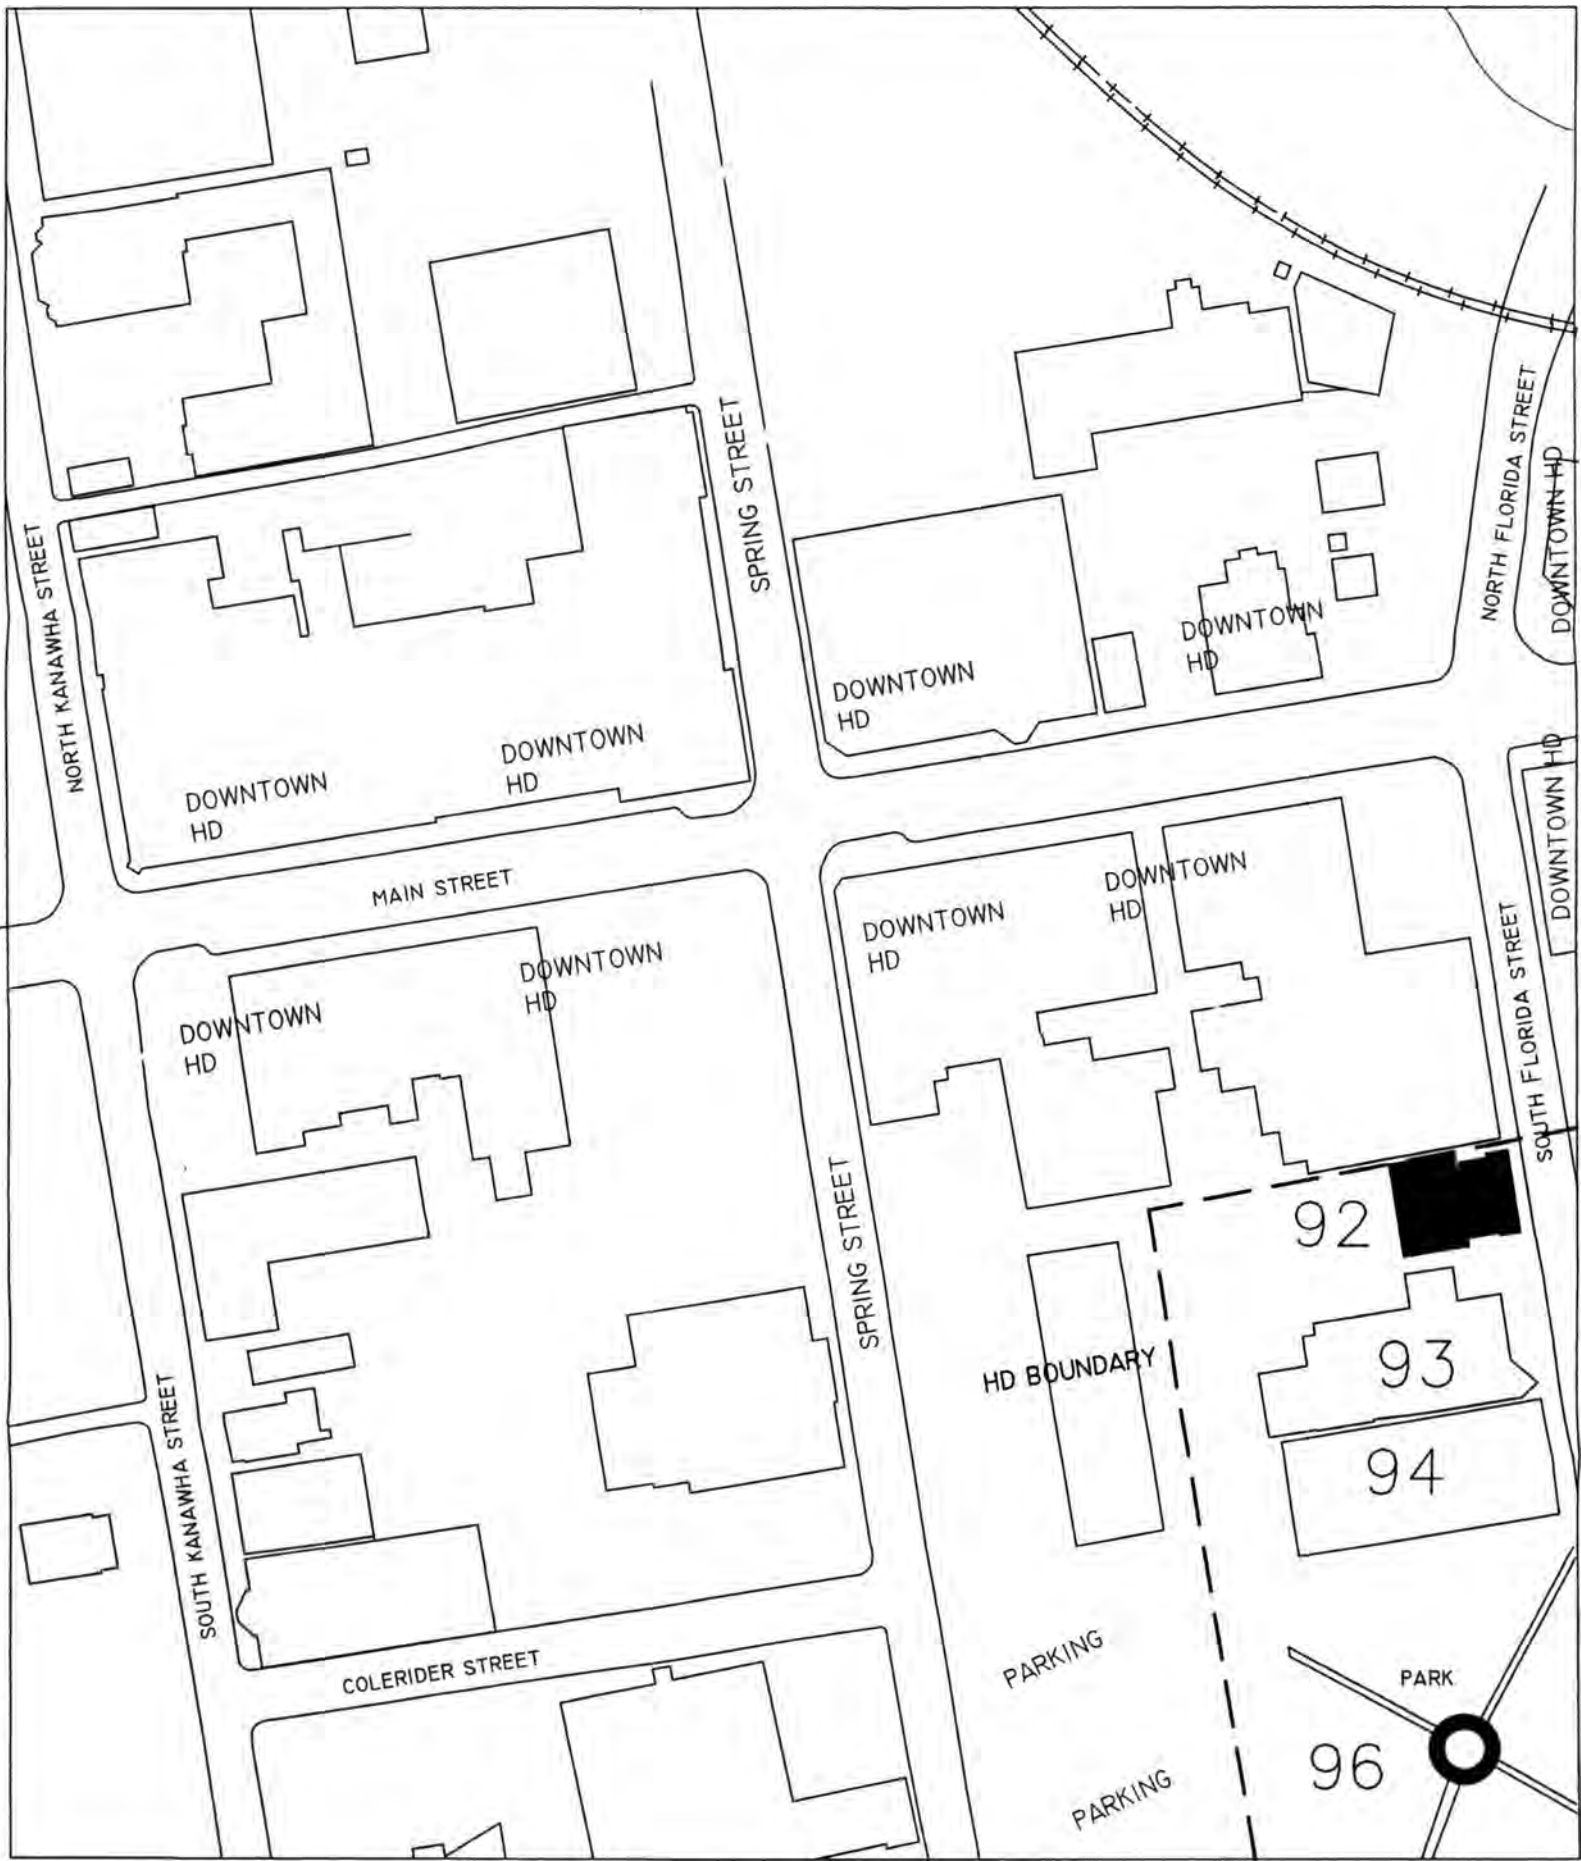 SPRING STREET
NORTH FLORIDA STREET
DOWNTOWN HD
NORTH KANAWHA STREET
DOWNTOWN
HD
DOWNTOWN
HD
DOWNTOWN
HD
DOWNTOWN
HD
DOWNTOWN HD
MAIN STREET
DOWNTOWN
HD
DOWNTOWN
HD
DOWNTOWN
HD
DOWNTOWN
HD
SOUTH FLORIDA STREET
SPRING STREET
92
HD BOUNDARY
93
94
SOUTH KANAWHA STREET
COLERIDER STREET
PARKING
PARK
96
PARKING